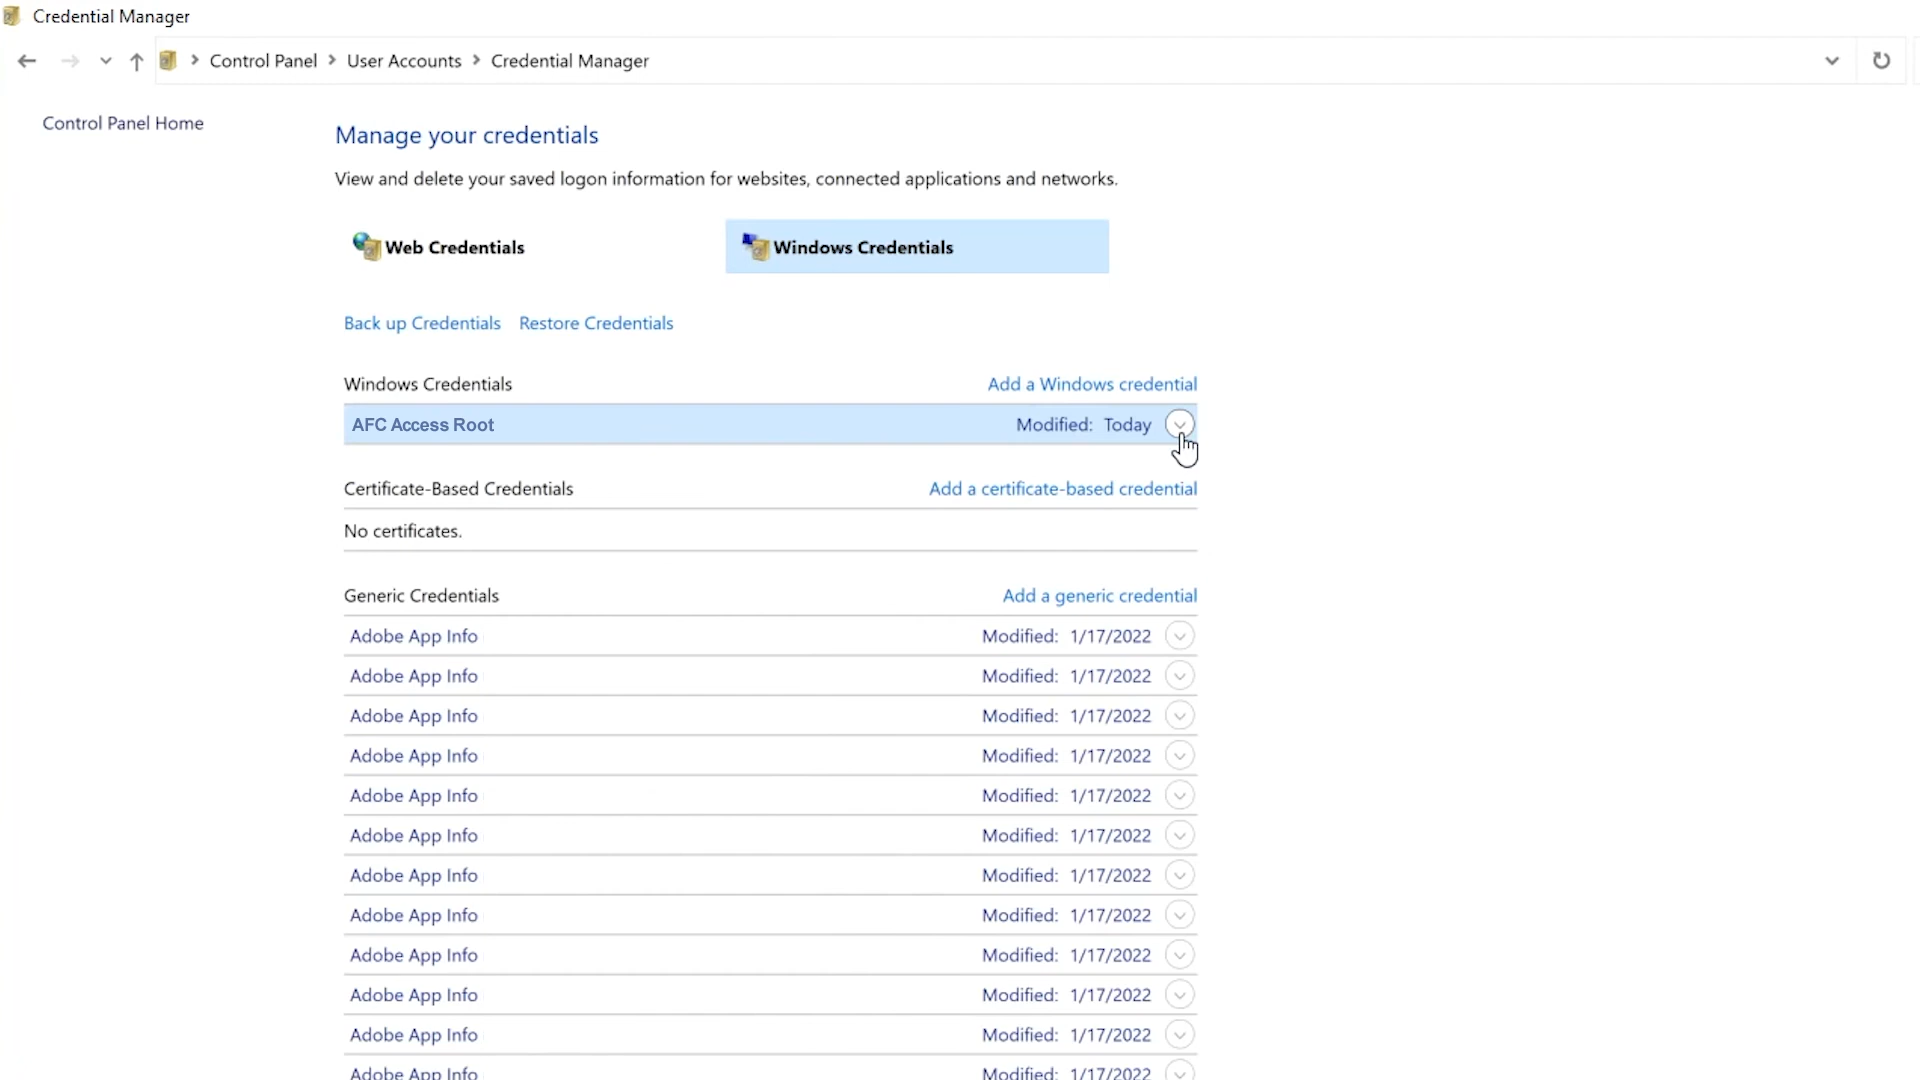 Credential Manager
Control Panel > User Accounts > Credential Manager
Control Panel Home
Manage your credentials
View and delete your saved logon information for websites, connected applications and networks.
Web Credentials
Windows Credentials
Back up Credentials Restore Credentials
Windows Credentials Add a Windows credential
AFC Access Root Modified: Today
Certificate-Based Credentials Add a certificate-based credential
No certificates.
Generic Credentials Add a generic credential
Adobe App Info Modified: 1/17/2022
Adobe App Info Modified: 1/17/2022
Adobe App Info Modified: 1/17/2022
Adobe App Info Modified: 1/17/2022
Adobe App Info Modified: 1/17/2022
Adobe App Info Modified: 1/17/2022
Adobe App Info Modified: 1/17/2022
Adobe App Info Modified: 1/17/2022
Adobe App Info Modified: 1/17/2022
Adobe App Info Modified: 1/17/2022
Adobe App Info Modified: 1/17/2022
Adobe App Info Modified: 1/17/2022